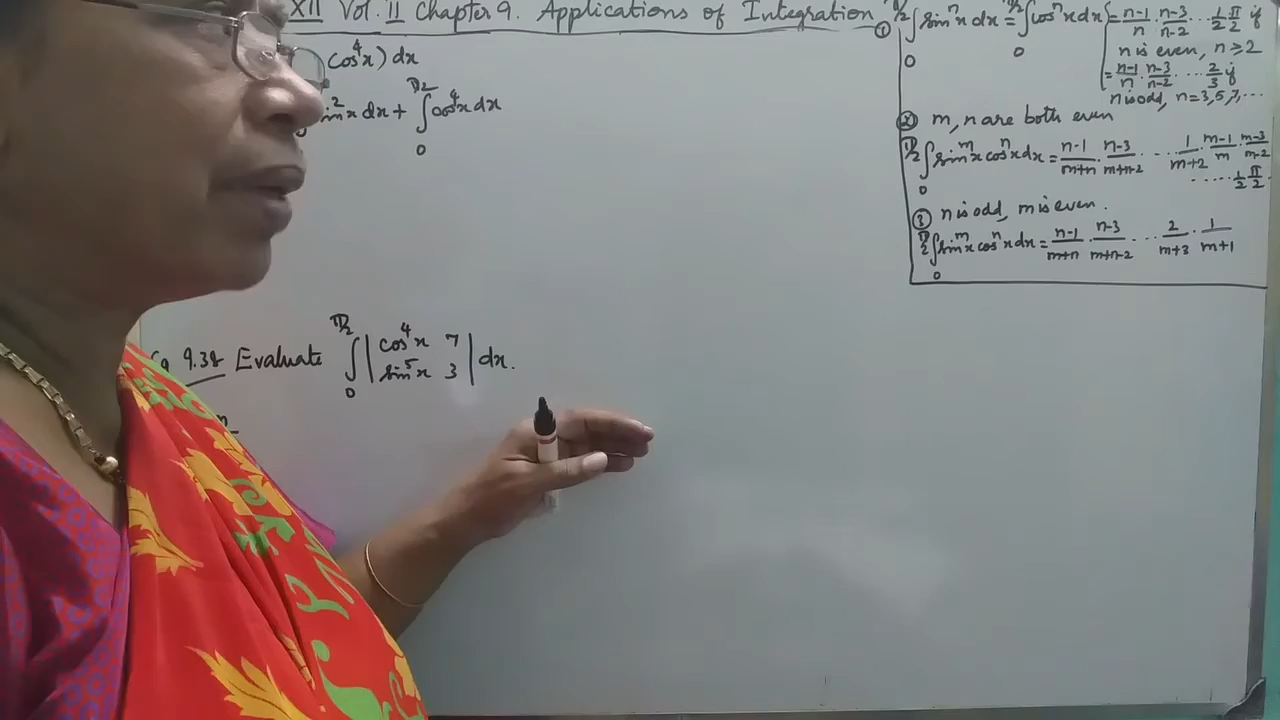 XII Vol. II Chapter 9. Applications of Integration
cos⁴x) dx
in²x dx + ∫₀^{π/2} cos⁴x dx
9.38 Evaluate ∫₀^{π/2} | cos⁴x 7 | dx.
| sin⁵x 3 |
① ∫₀^{π/2} sinⁿx dx = ∫₀^{π/2} cosⁿx dx { = n-1/n · n-3/n-2 ... 1/2 π/2 if
n is even, n ≥ 2
= n-1/n · n-3/n-2 ... 2/3 if
n is odd, n = 3, 5, 7, ...
② m, n are both even
∫₀^{π/2} sinᵐx cosⁿx dx = n-1/m+n · n-3/m+n-2 ... 1/m+2 · m-1/m · m-3/m-2
..... 1/2 π/2.
③ n is odd, m is even.
∫₀^{π/2} sinᵐx cosⁿx dx = n-1/m+n · n-3/m+n-2 ... 2/m+3 · 1/m+1